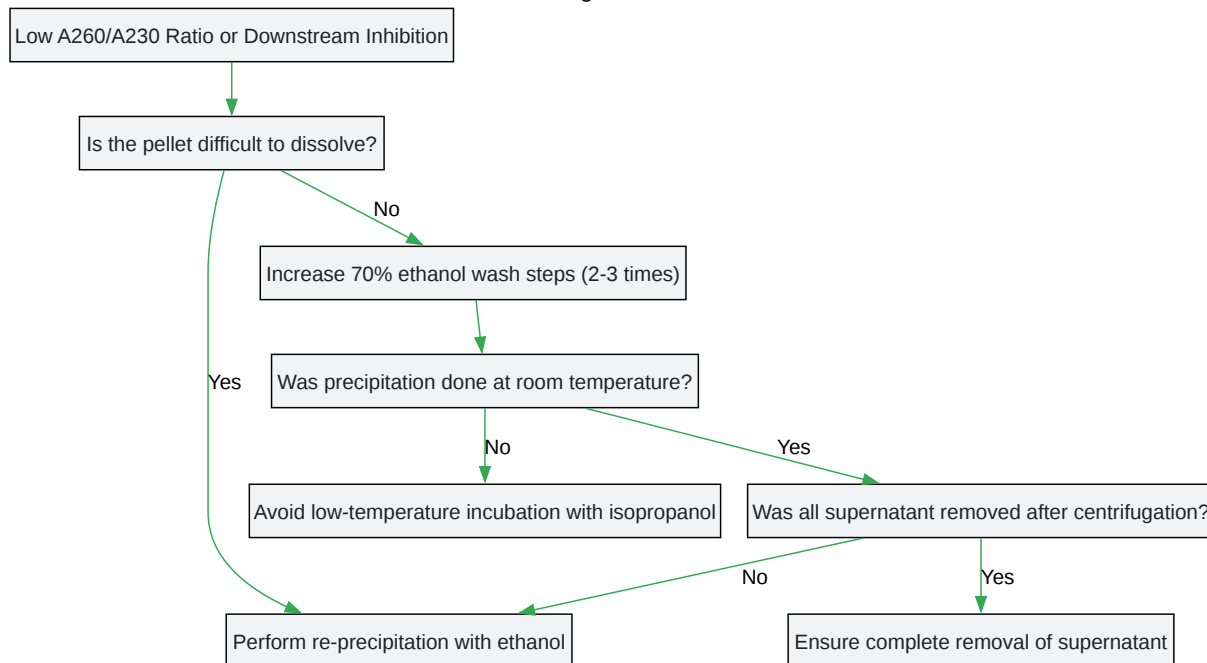 Low A260/A230 Ratio or Downstream Inhibition
Is the pellet difficult to dissolve?
No
Increase 70% ethanol wash steps (2-3 times)
Was precipitation done at room temperature?
Yes
No
Yes
Avoid low-temperature incubation with isopropanol
Was all supernatant removed after centrifugation?
No
Yes
Perform re-precipitation with ethanol
Ensure complete removal of supernatant